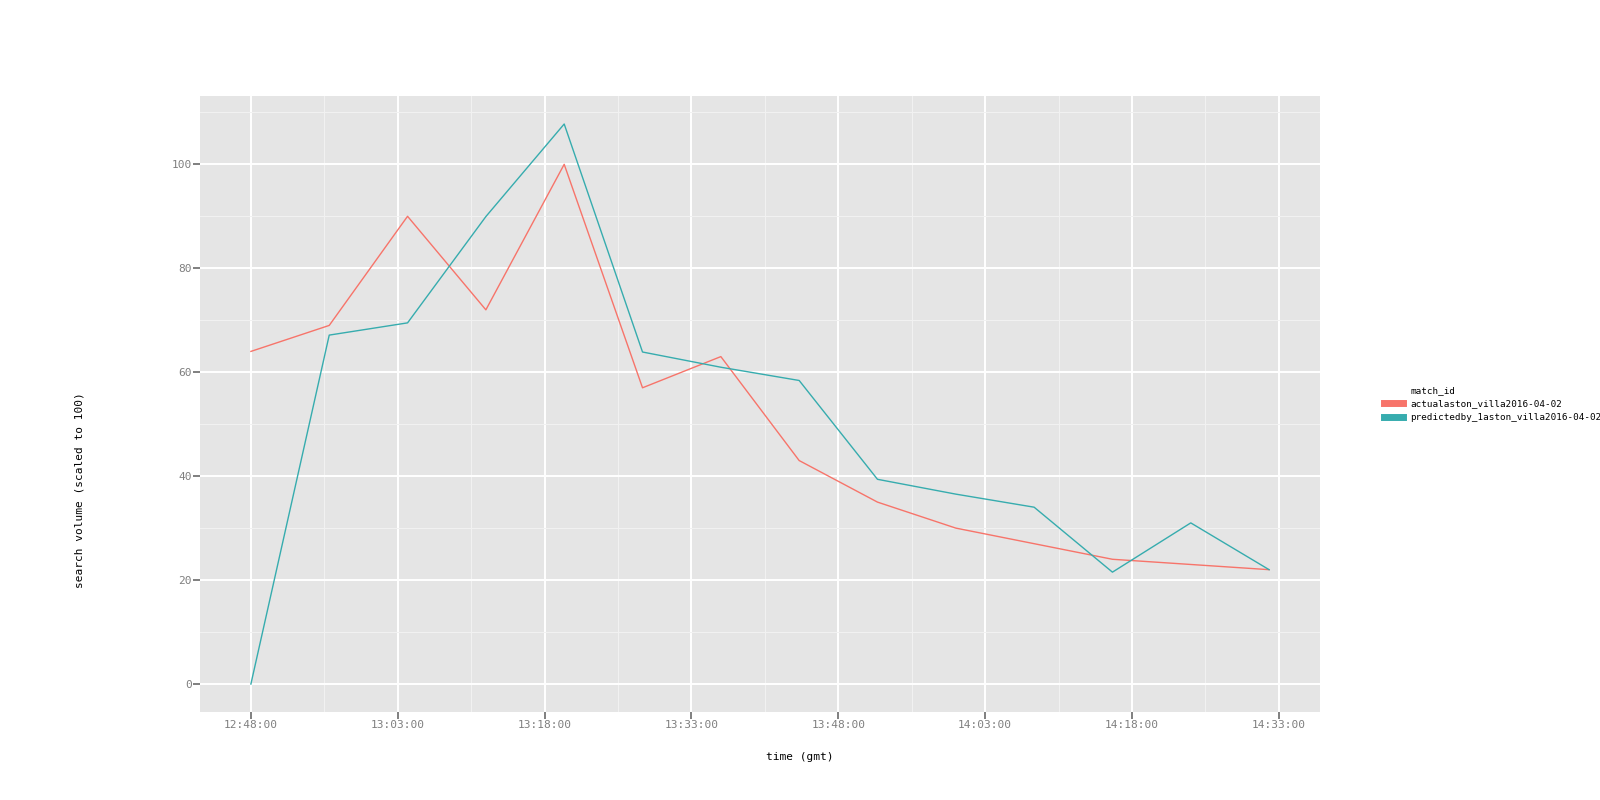 search volume (scaled to 100)
100
80
60
40
20
0
12:48:00 13:03:00 13:18:00 13:33:00 13:48:00 14:03:00 14:18:00 14:33:00
time (gmt)
match_id
actualaston_villa2016-04-02
predictedby_1aston_villa2016-04-02